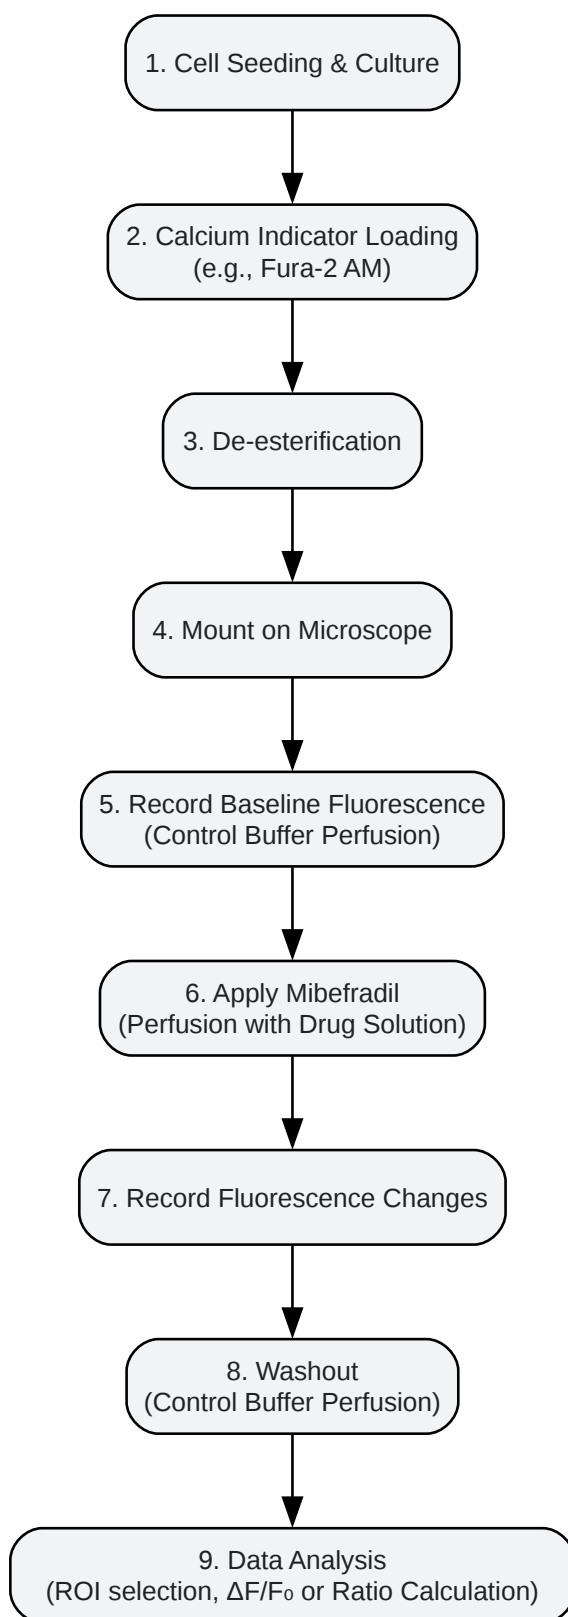 1. Cell Seeding & Culture
2. Calcium Indicator Loading
(e.g., Fura-2 AM)
3. De-esterification
4. Mount on Microscope
5. Record Baseline Fluorescence
(Control Buffer Perfusion)
6. Apply Mibefradil
(Perfusion with Drug Solution)
7. Record Fluorescence Changes
8. Washout
(Control Buffer Perfusion)
9. Data Analysis
(ROI selection, ΔF/F₀ or Ratio Calculation)